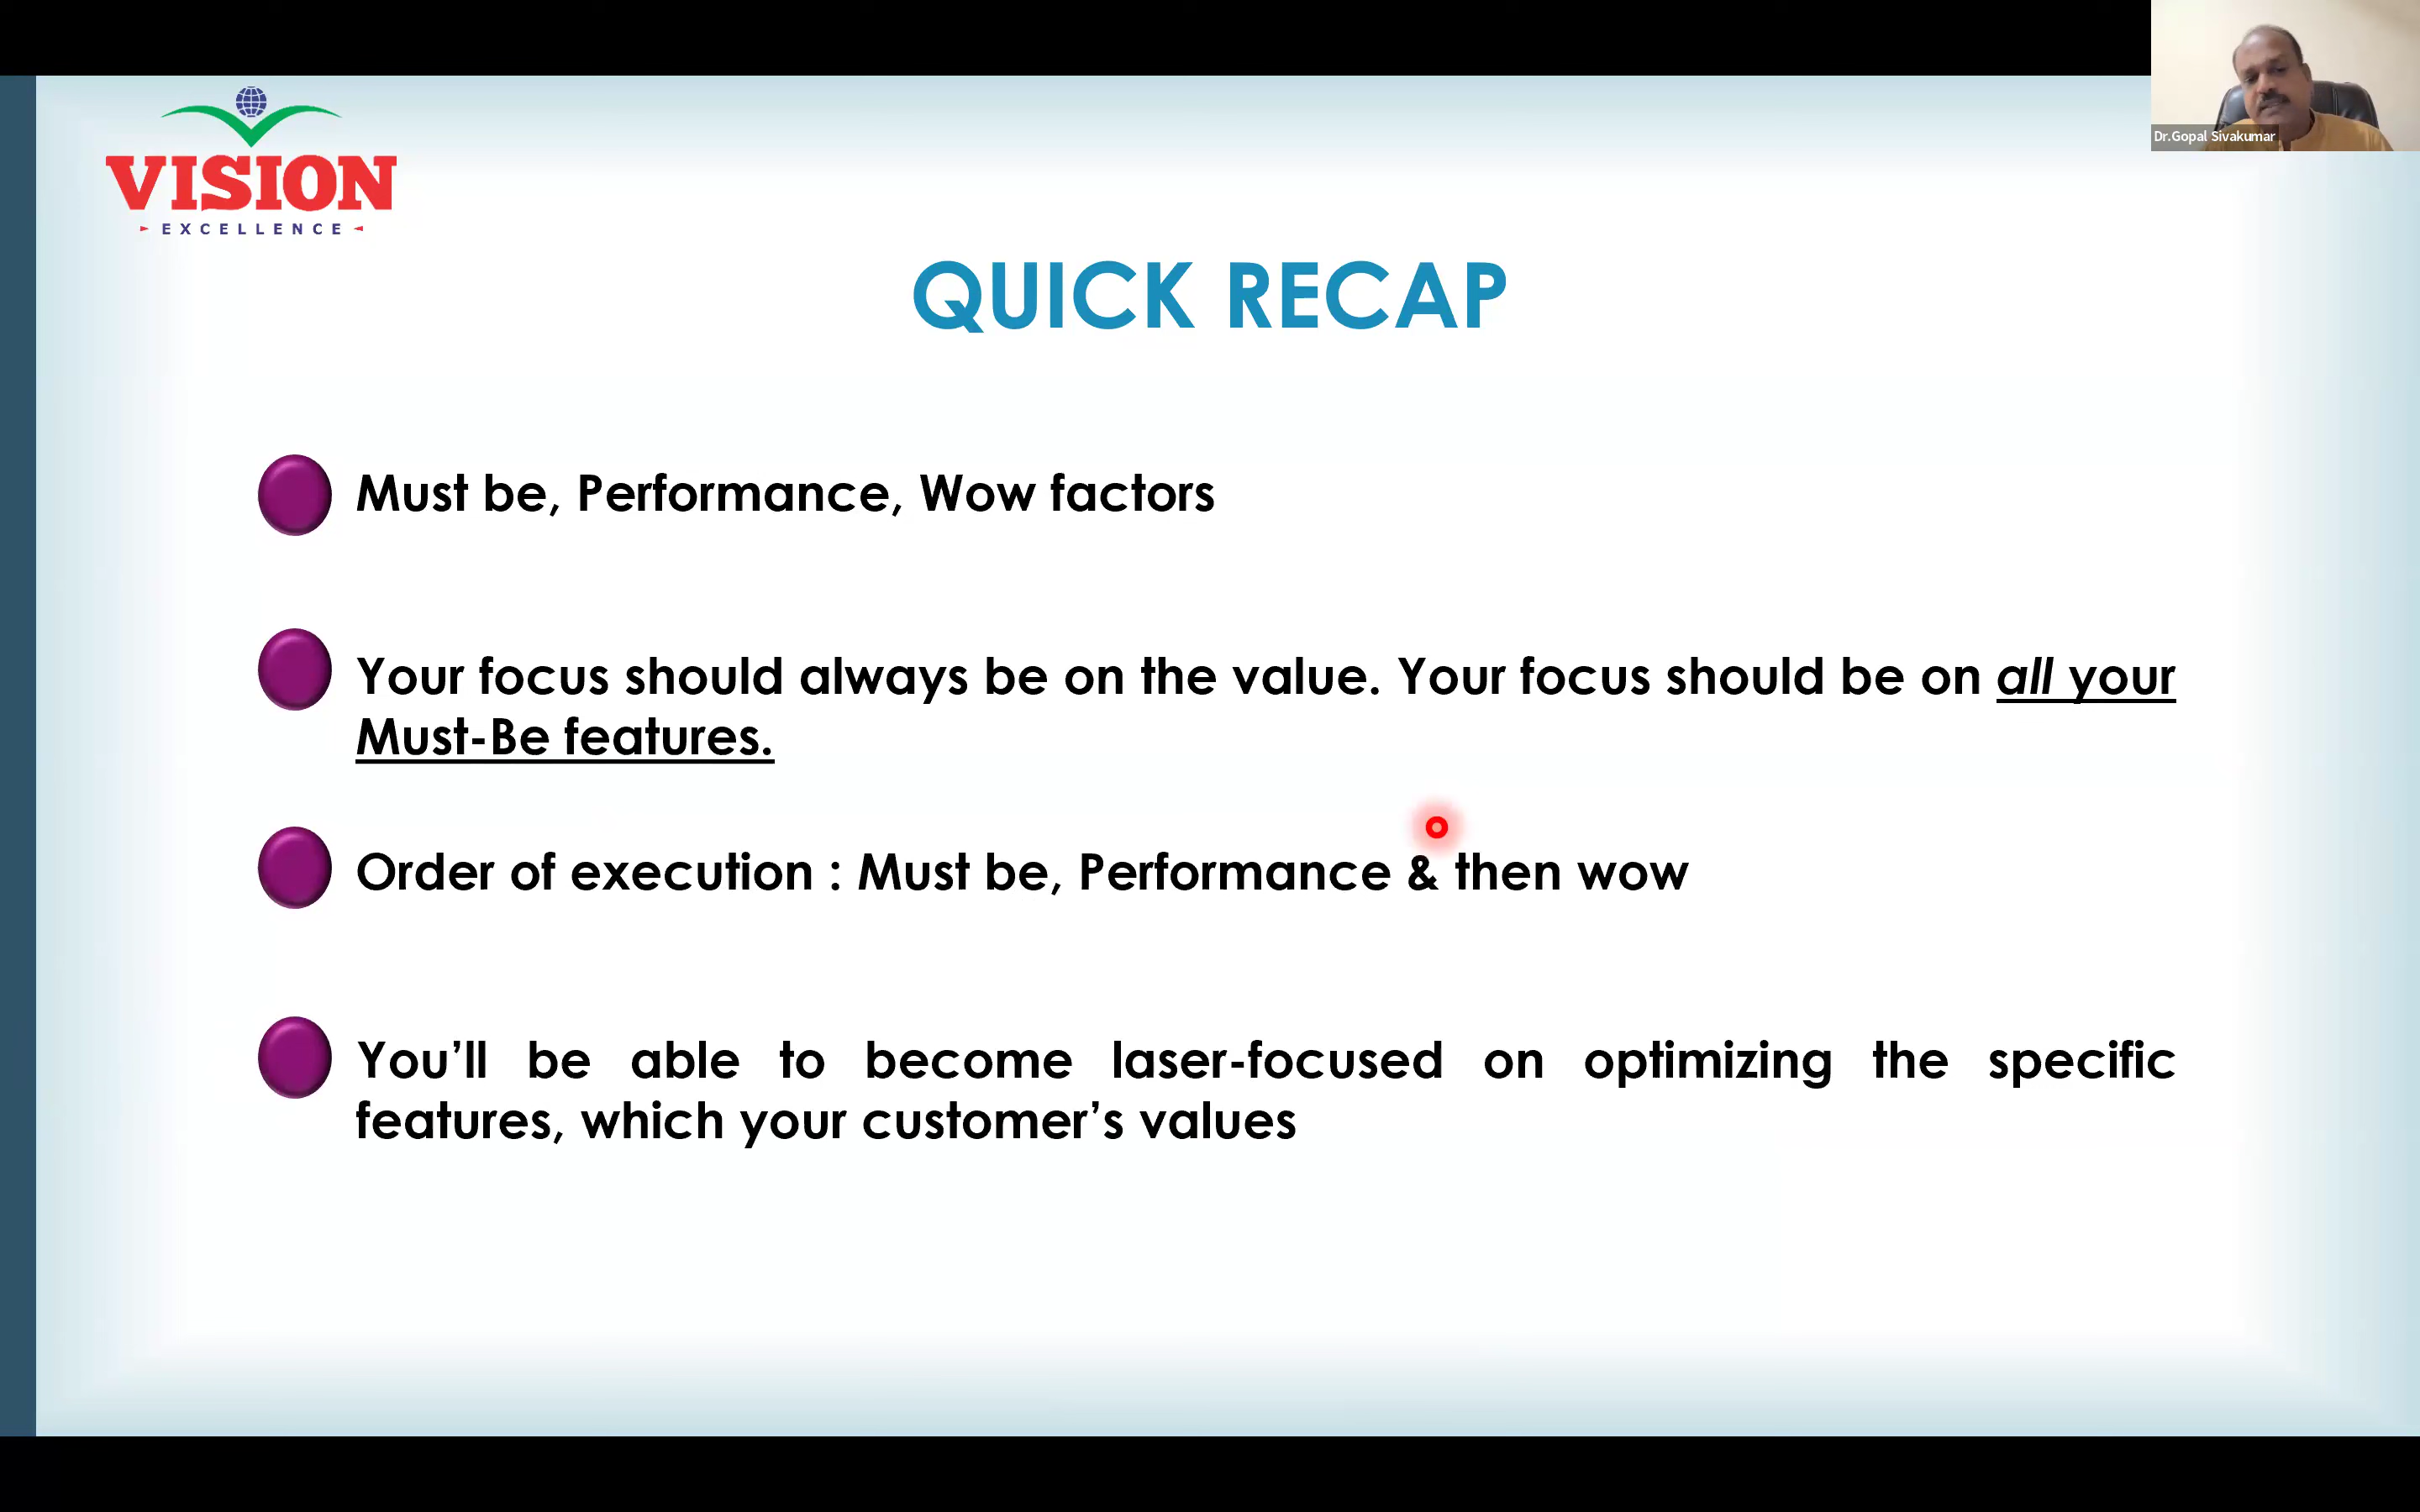 VISION
EXCELLENCE
Dr.Gopal Sivakumar
QUICK RECAP
Must be, Performance, Wow factors
Your focus should always be on the value. Your focus should be on all your
Must-Be features.
Order of execution : Must be, Performance & then wow
You’ll be able to become laser-focused on optimizing the specific
features, which your customer’s values